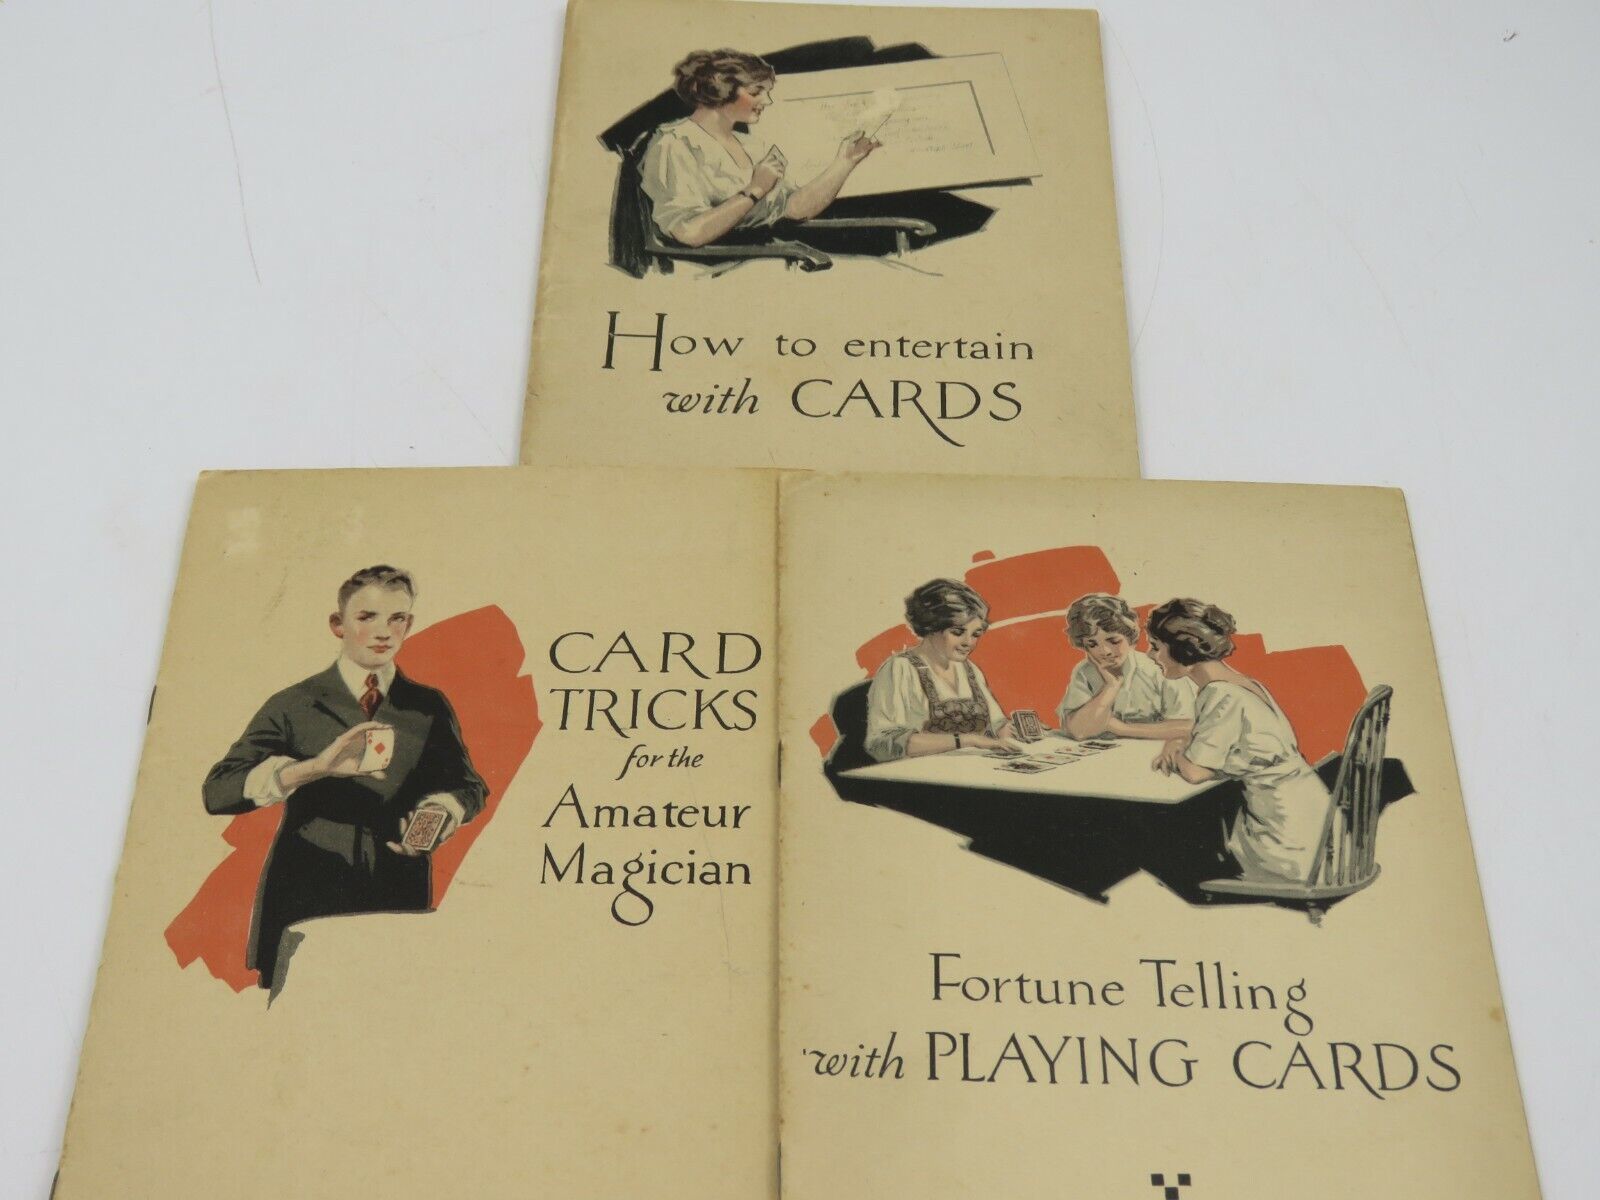 How to entertain
with CARDS
CARD
TRICKS
for the
Amateur
Magician
Fortune Telling
with PLAYING CARDS